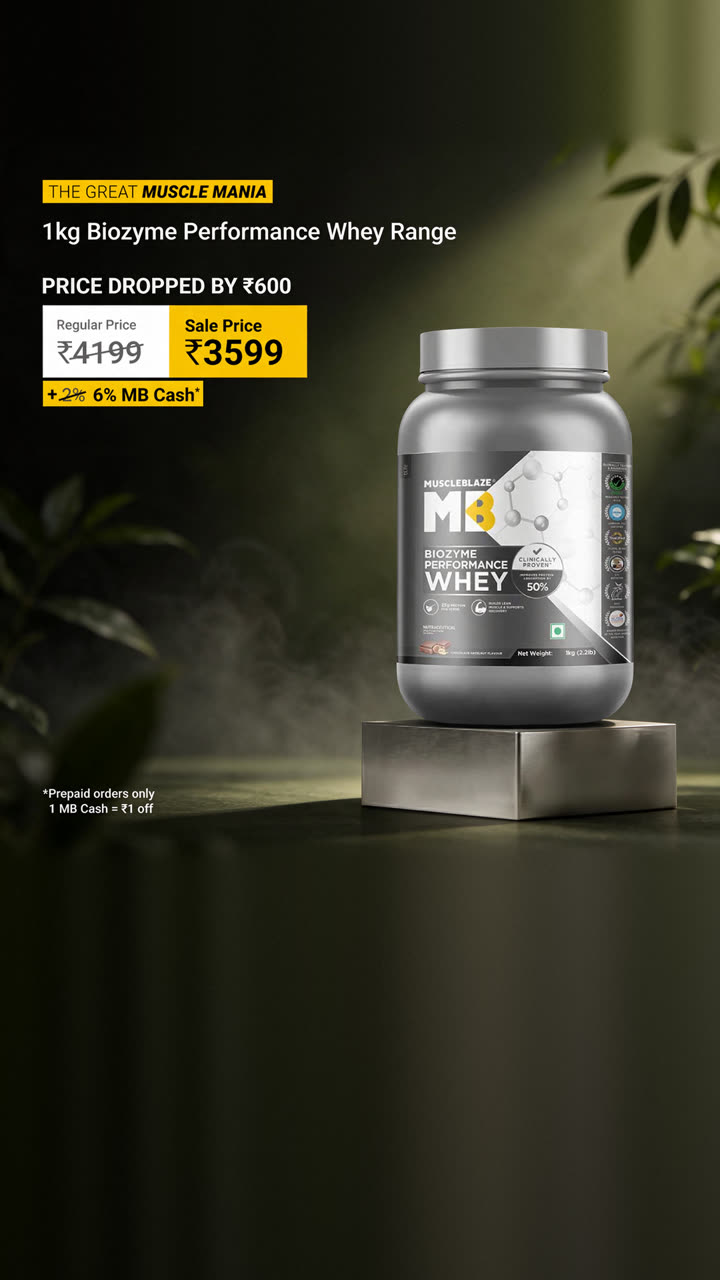 THE GREAT MUSCLE MANIA
1kg Biozyme Performance Whey Range
PRICE DROPPED BY ₹600
Regular Price
₹4199
Sale Price
₹3599
+ 2% 6% MB Cash*
MUSCLEBLAZE®
MB
BIOZYME
PERFORMANCE
WHEY
CLINICALLY
PROVEN
50%
Net Weight: 1kg (2.2lb)
*Prepaid orders only
1 MB Cash = ₹1 off